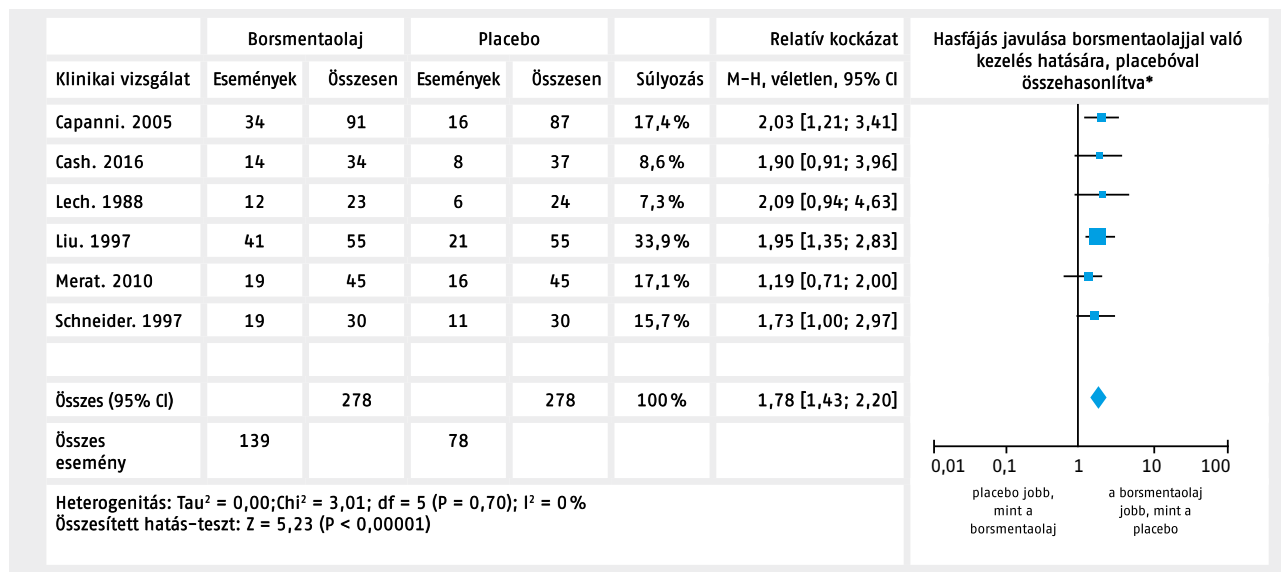 Borsmentaolaj Placebo Relatív kockázat
Klinikai vizsgálat Események Összesen Események Összesen Súlyozás M-H, véletlen, 95% CI
Capanni. 2005 34 91 16 87 17,4% 2,03 [1,21; 3,41]
Cash. 2016 14 34 8 37 8,6% 1,90 [0,91; 3,96]
Lech. 1988 12 23 6 24 7,3% 2,09 [0,94; 4,63]
Liu. 1997 41 55 21 55 33,9% 1,95 [1,35; 2,83]
Merat. 2010 19 45 16 45 17,1% 1,19 [0,71; 2,00]
Schneider. 1997 19 30 11 30 15,7% 1,73 [1,00; 2,97]
Összes (95% CI) 278 278 100% 1,78 [1,43; 2,20]
Összes 139 78
esemény
Heterogenitás: Tau² = 0,00;Chi² = 3,01; df = 5 (P = 0,70); I² = 0%
Összesített hatás-teszt: Z = 5,23 (P < 0,00001)
Hasfájás javulása borsmentaolajjal való
kezelés hatására, placebóval
összehasonlítva*
0,01 0,1 1 10 100
placebo jobb,
mint a
borsmentaolaj
a borsmentaolaj
jobb, mint a
placebo